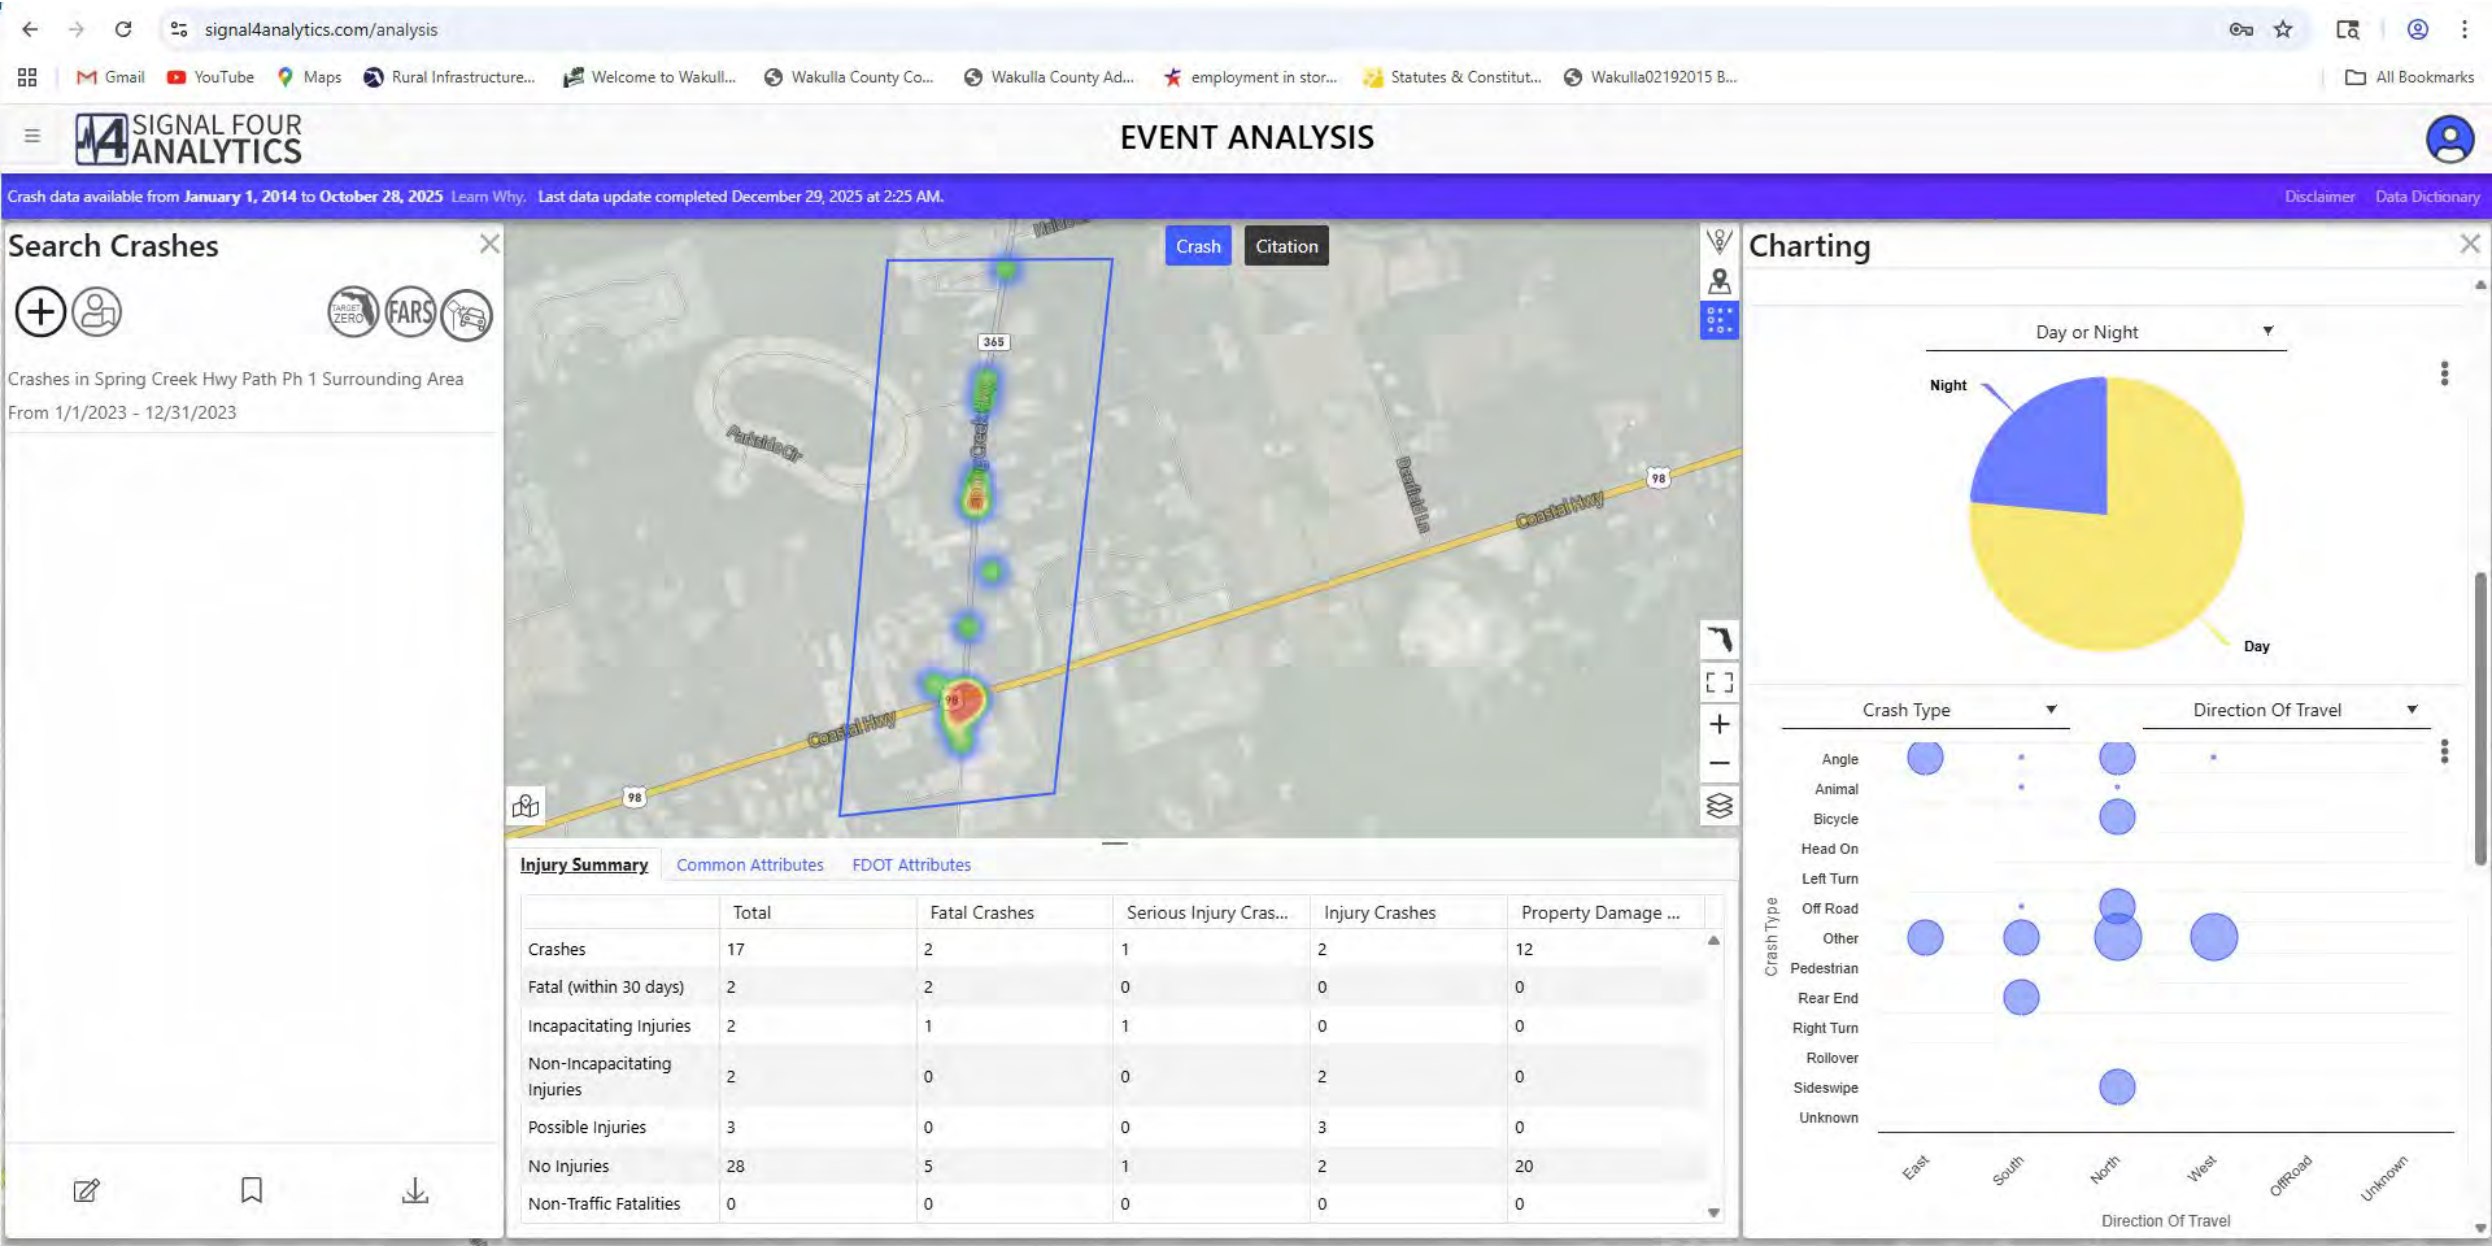 signal4analytics.com/analysis
Gmail YouTube Maps Rural Infrastructure... Welcome to Wakull... Wakulla County Co... Wakulla County Ad... employment in stor... Statutes & Constitut... Wakulla02192015 B... All Bookmarks
SIGNAL FOUR
ANALYTICS
EVENT ANALYSIS
Crash data available from January 1, 2014 to October 28, 2025 Learn Why. Last data update completed December 29, 2025 at 2:25 AM. Disclaimer Data Dictionary
Search Crashes
TARGET
ZERO
FARS
Crashes in Spring Creek Hwy Path Ph 1 Surrounding Area
From 1/1/2023 - 12/31/2023
Crash Citation
365
Creek Hwy
Parkside Cir
Deerfield Ln
98
Coastal Hwy
98
Coastal Hwy
98
Injury Summary Common Attributes FDOT Attributes
Total Fatal Crashes Serious Injury Cras... Injury Crashes Property Damage ...
Crashes 17 2 1 2 12
Fatal (within 30 days) 2 2 0 0 0
Incapacitating Injuries 2 1 1 0 0
Non-Incapacitating
Injuries 2 0 0 2 0
Possible Injuries 3 0 0 3 0
No Injuries 28 5 1 2 20
Non-Traffic Fatalities 0 0 0 0 0
Charting
Day or Night
Night
Day
Crash Type Direction Of Travel
Crash Type
Angle
Animal
Bicycle
Head On
Left Turn
Off Road
Other
Pedestrian
Rear End
Right Turn
Rollover
Sideswipe
Unknown
East South North West OffRoad Unknown
Direction Of Travel